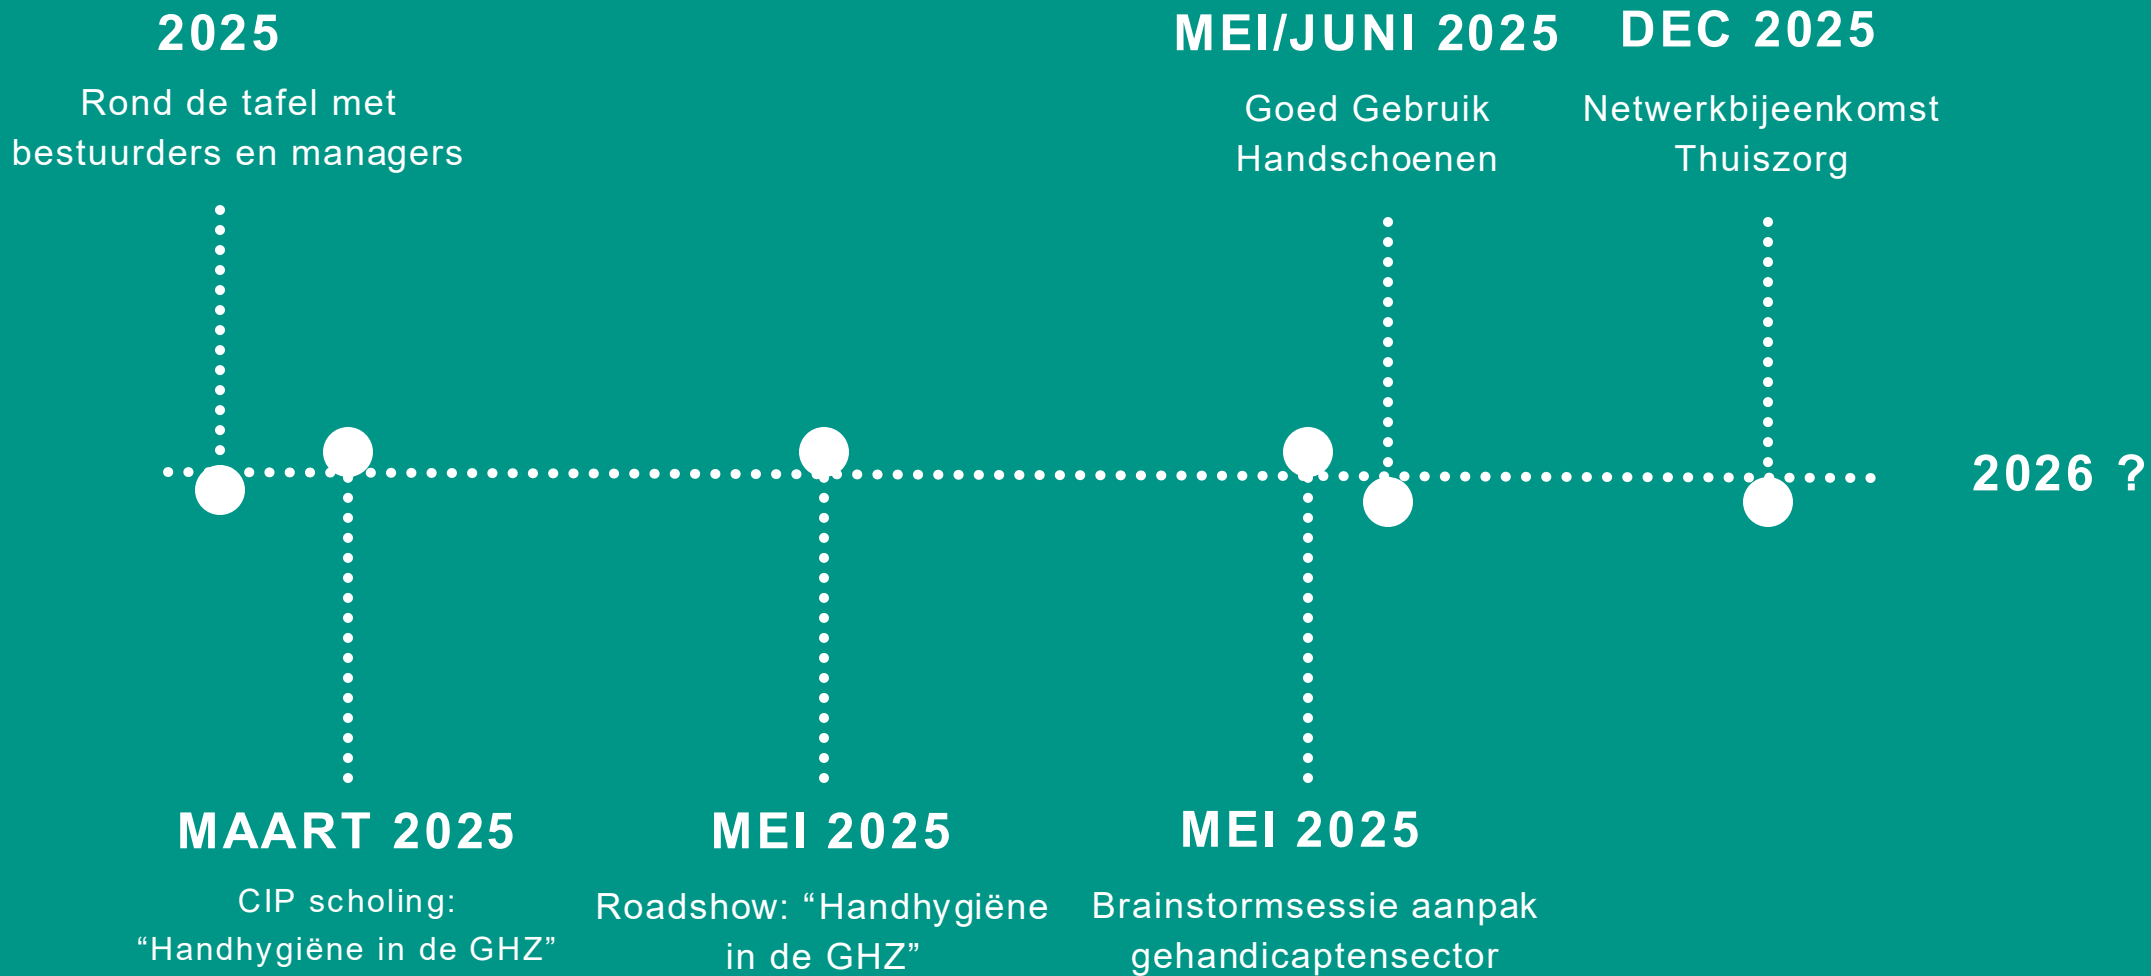 2025
Rond de tafel met
bestuurders en managers
MEI/JUNI 2025
Goed Gebruik
Handschoenen
DEC 2025
Netwerkbijeenkomst
Thuiszorg
2026 ?
MAART 2025
CIP scholing:
“Handhygiëne in de GHZ”
MEI 2025
Roadshow: “Handhygiëne
in de GHZ”
MEI 2025
Brainstormsessie aanpak
gehandicaptensector